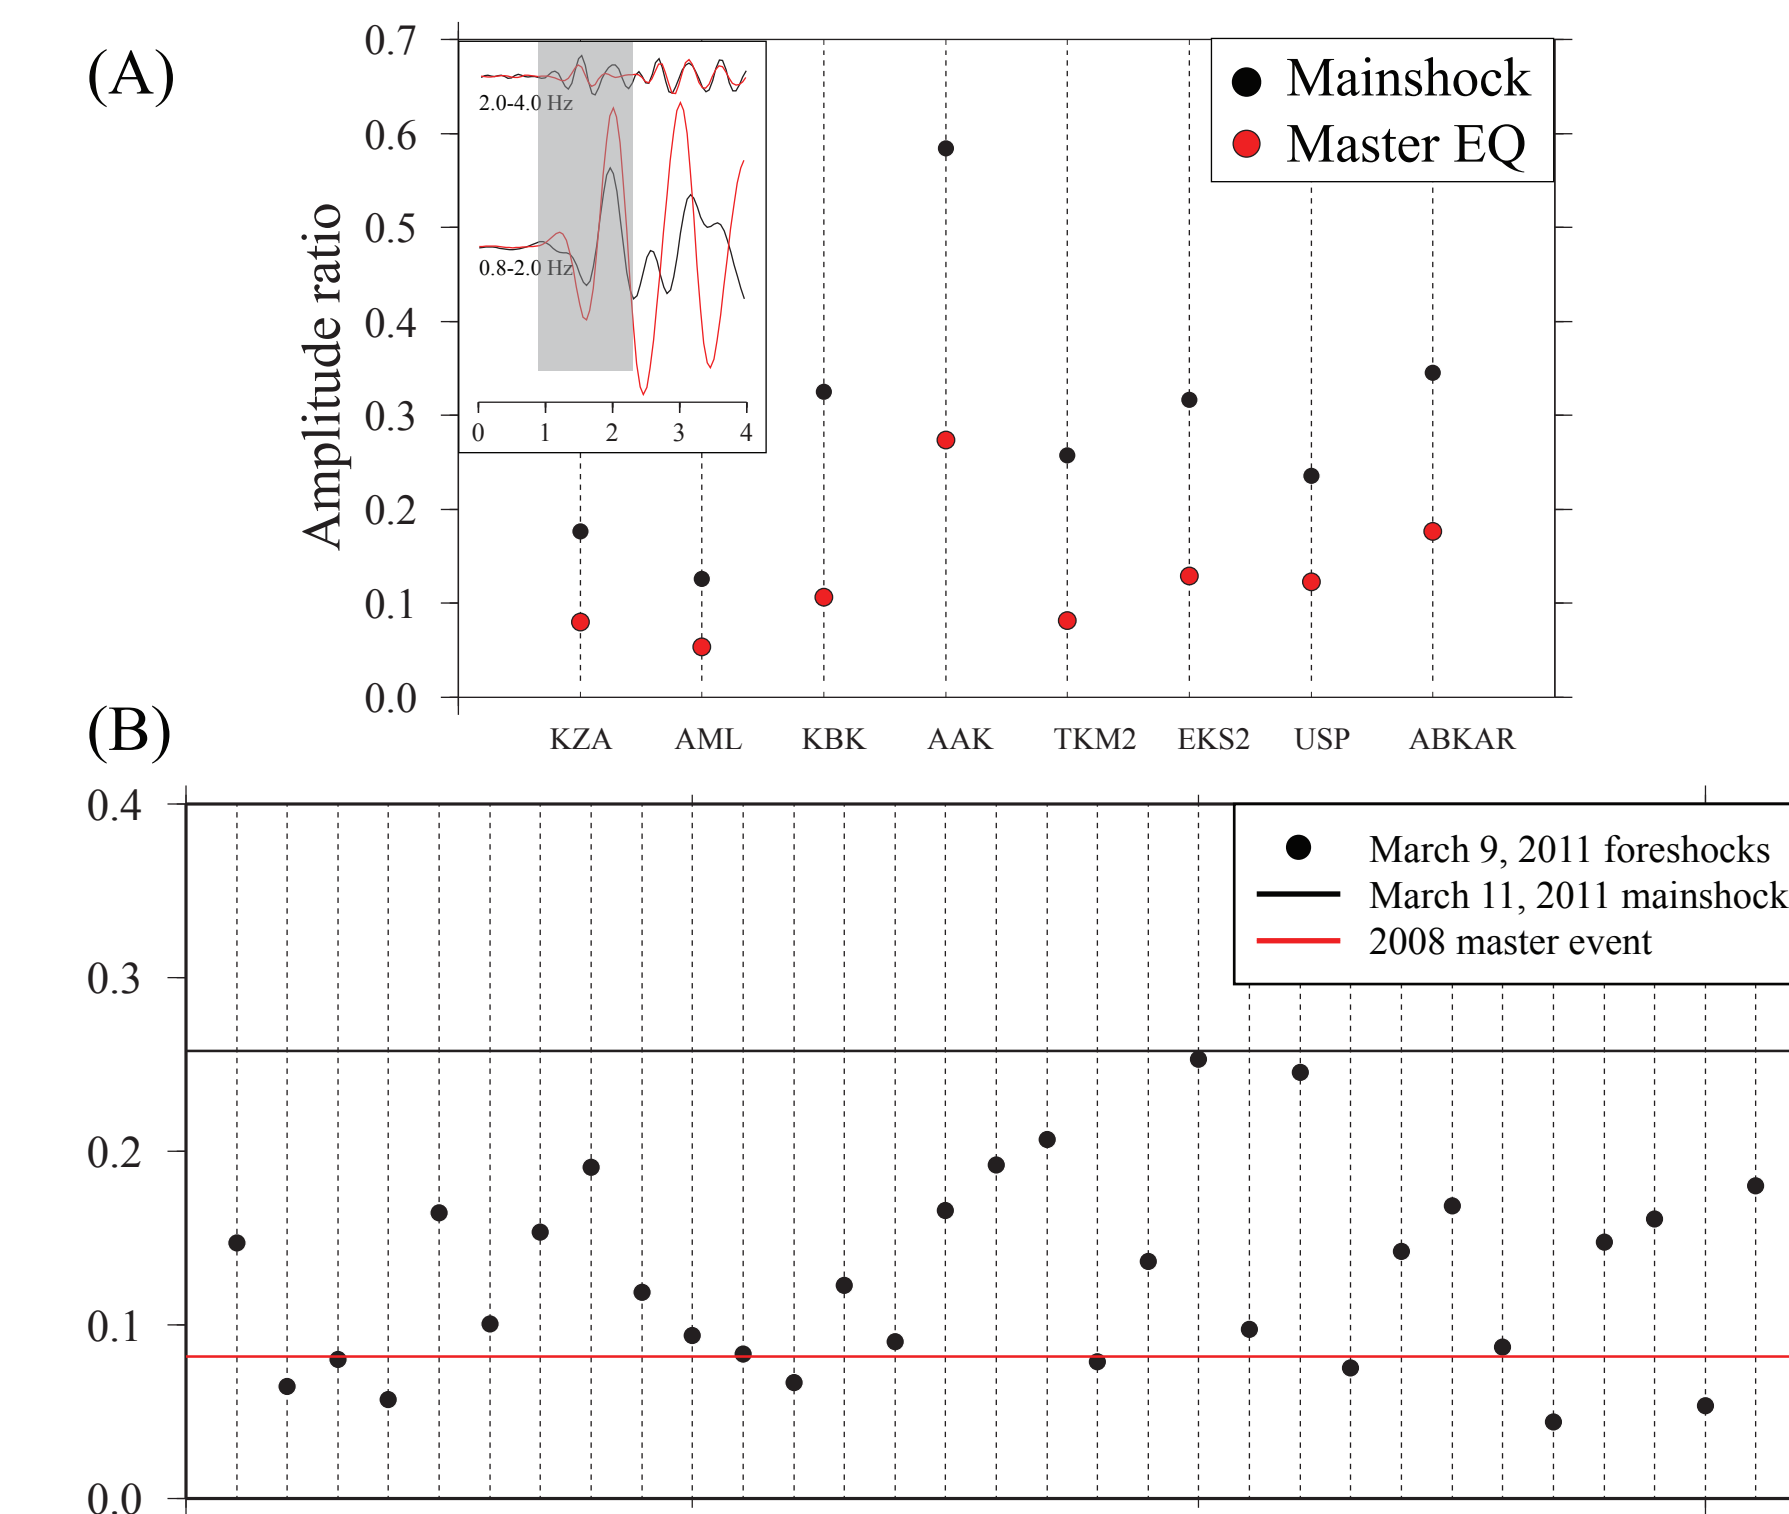 (A)
0.7
0.6
0.5
0.4
0.3
0.2
0.1
0.0
Amplitude ratio
2.0-4.0 Hz
0.8-2.0 Hz
0 1 2 3 4
Mainshock
Master EQ
KZA AML KBK AAK TKM2 EKS2 USP ABKAR
(B)
0.4
0.3
0.2
0.1
0.0
March 9, 2011 foreshocks
March 11, 2011 mainshock
2008 master event